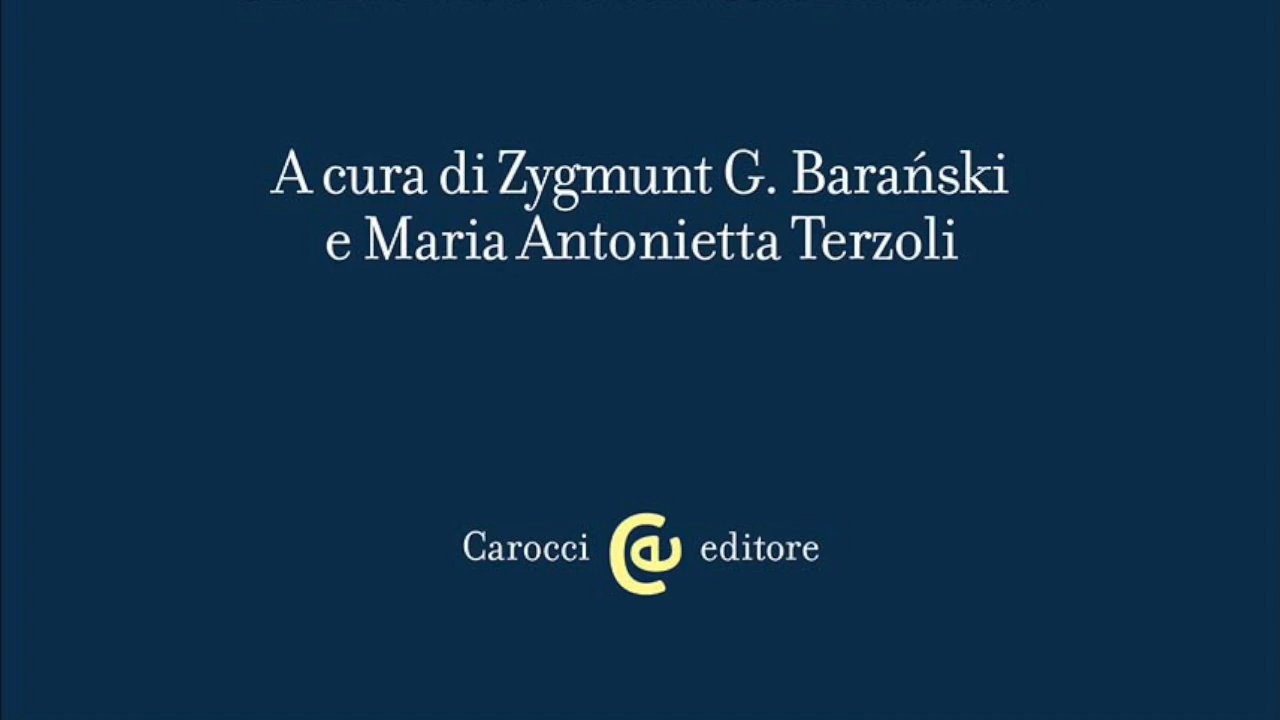 A cura di Zygmunt G. Barański
e Maria Antonietta Terzoli
Carocci editore